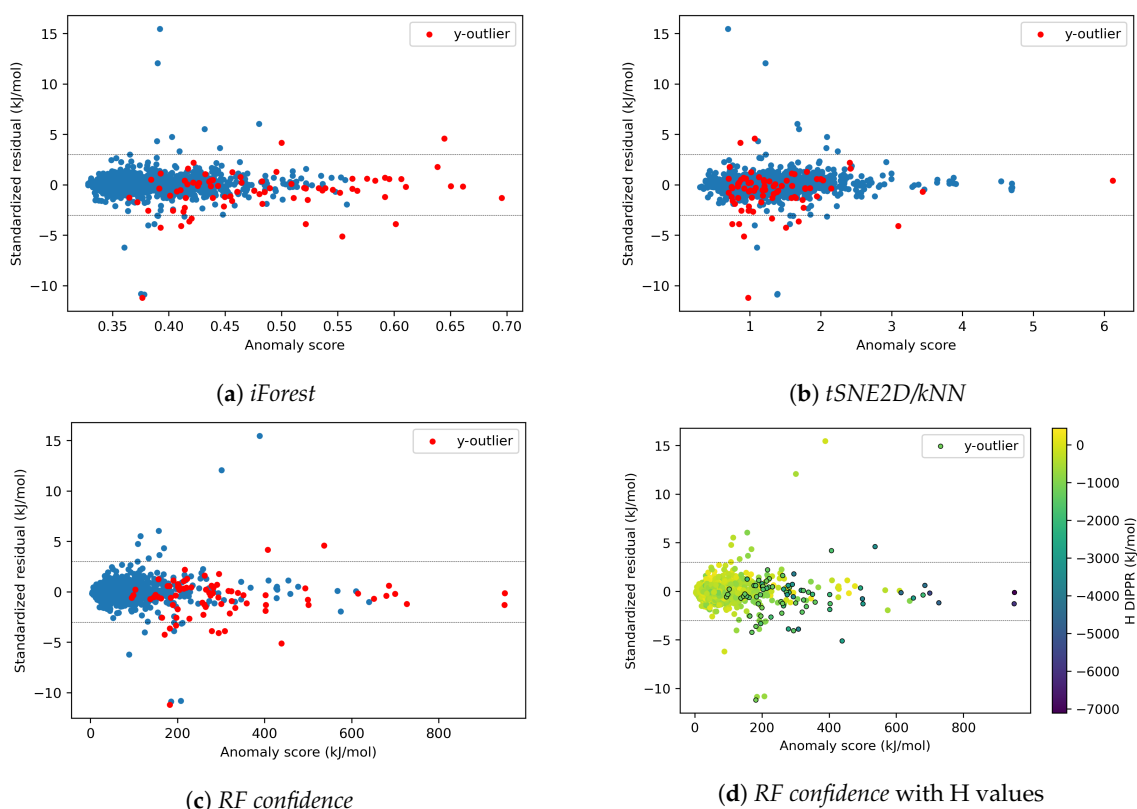 15
10
5
0
−5
−10
Standardized residual (kJ/mol)
y-outlier
0.35 0.40 0.45 0.50 0.55 0.60 0.65 0.70
Anomaly score
(a) iForest
15
10
5
0
−5
−10
Standardized residual (kJ/mol)
y-outlier
1 2 3 4 5 6
Anomaly score
(b) tSNE2D/kNN
15
10
5
0
−5
−10
Standardized residual (kJ/mol)
y-outlier
0 200 400 600 800
Anomaly score (kJ/mol)
(c) RF confidence
15
10
5
0
−5
−10
Standardized residual (kJ/mol)
y-outlier
0 200 400 600 800
Anomaly score (kJ/mol)
0
−1000
−2000
−3000
−4000
−5000
−6000
−7000
H DIPPR (kJ/mol)
(d) RF confidence with H values